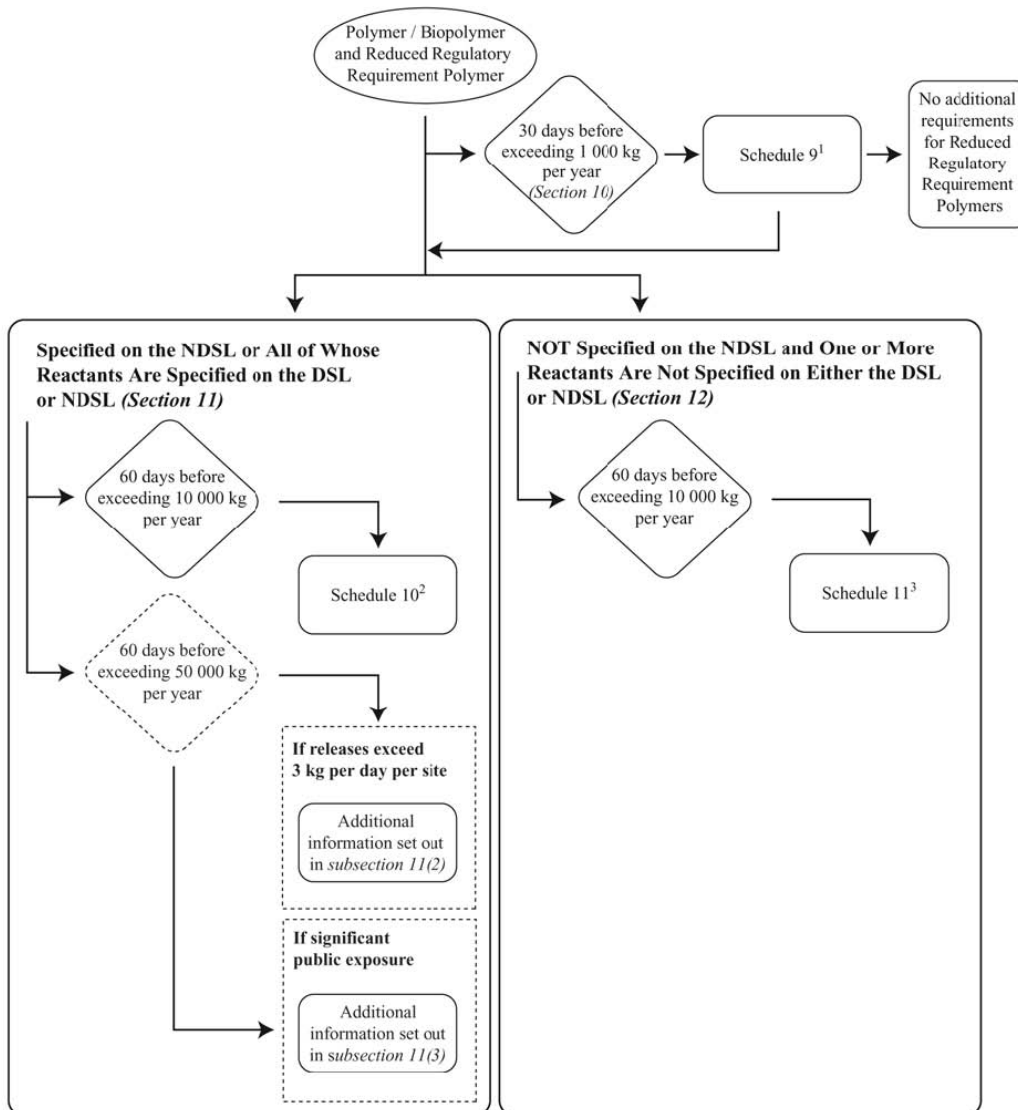 Polymer / Biopolymer
and Reduced Regulatory
Requirement Polymer
30 days before
exceeding 1 000 kg
per year
(Section 10)
Schedule 9¹
No additional
requirements
for Reduced
Regulatory
Requirement
Polymers
Specified on the NDSL or All of Whose
Reactants Are Specified on the DSL
or NDSL (Section 11)
60 days before
exceeding 10 000 kg
per year
Schedule 10²
60 days before
exceeding 50 000 kg
per year
If releases exceed
3 kg per day per site
Additional
information set out
in subsection 11(2)
If significant
public exposure
Additional
information set out
in subsection 11(3)
NOT Specified on the NDSL and One or More
Reactants Are Not Specified on Either the DSL
or NDSL (Section 12)
60 days before
exceeding 10 000 kg
per year
Schedule 11³